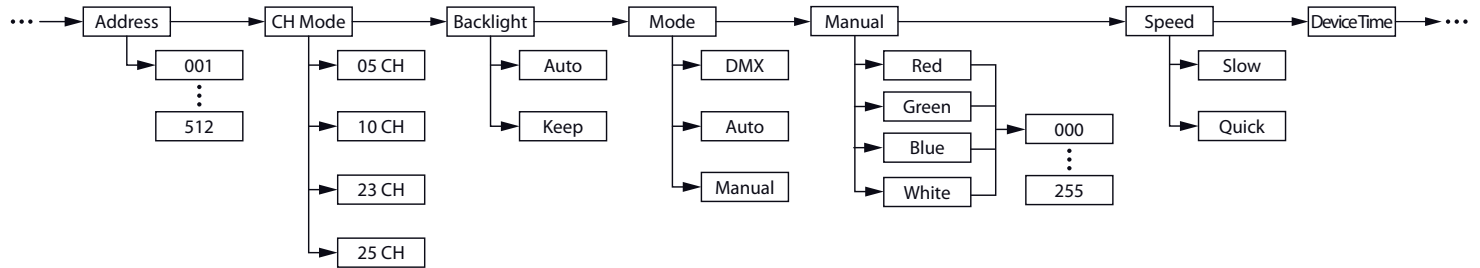 Address
CH Mode
Backlight
Mode
Manual
Speed
DeviceTime
001
512
05 CH
10 CH
23 CH
25 CH
Auto
Keep
DMX
Auto
Manual
Red
Green
Blue
White
000
255
Slow
Quick